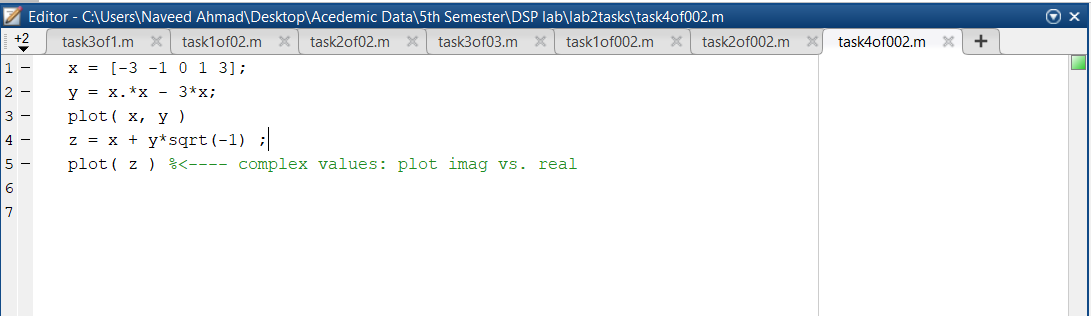 Editor - C:\Users\Naveed Ahmad\Desktop\Acedemic Data\5th Semester\DSP lab\lab2tasks\task4of002.m
+2 task3of1.m task1of02.m task2of02.m task3of03.m task1of002.m task2of002.m task4of002.m +
1 – x = [-3 -1 0 1 3];
2 – y = x.*x - 3*x;
3 – plot( x, y )
4 – z = x + y*sqrt(-1) ;
5 – plot( z ) %<---- complex values: plot imag vs. real
6
7